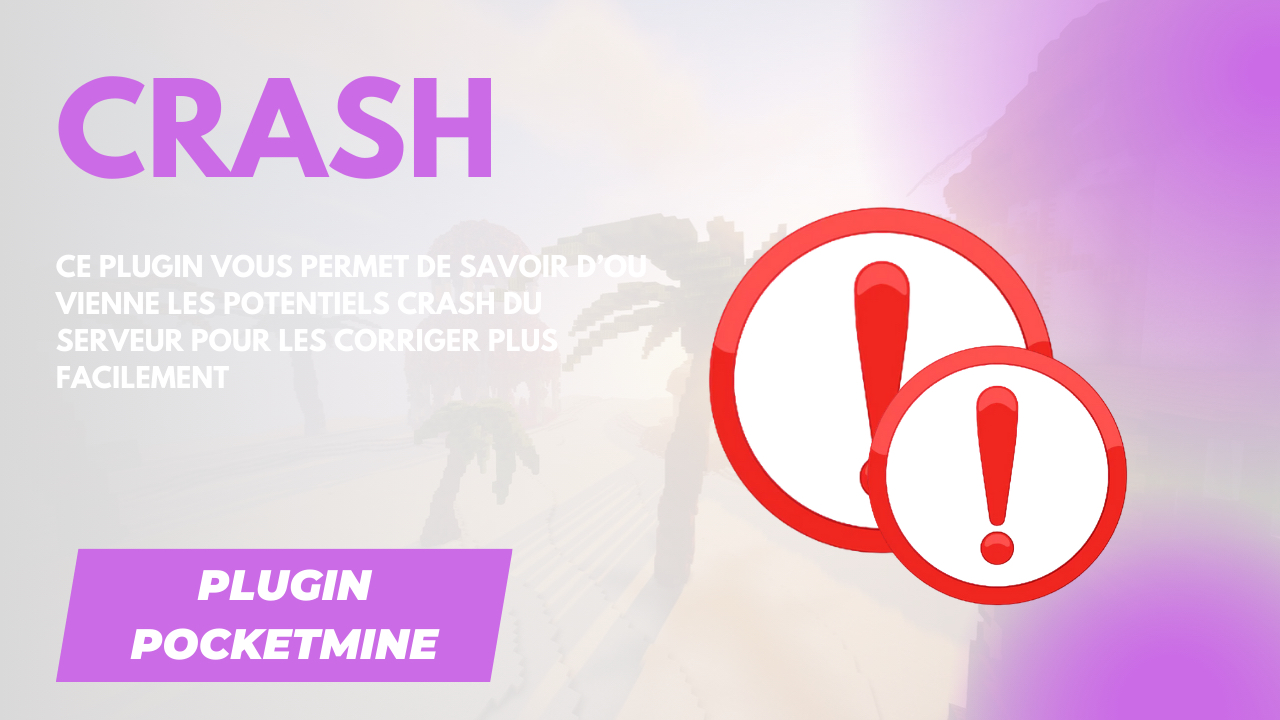 CRASH
CE PLUGIN VOUS PERMET DE SAVOIR D'OU
VIENNE LES POTENTIELS CRASH DU
SERVEUR POUR LES CORRIGER PLUS
FACILEMENT
PLUGIN
POCKETMINE